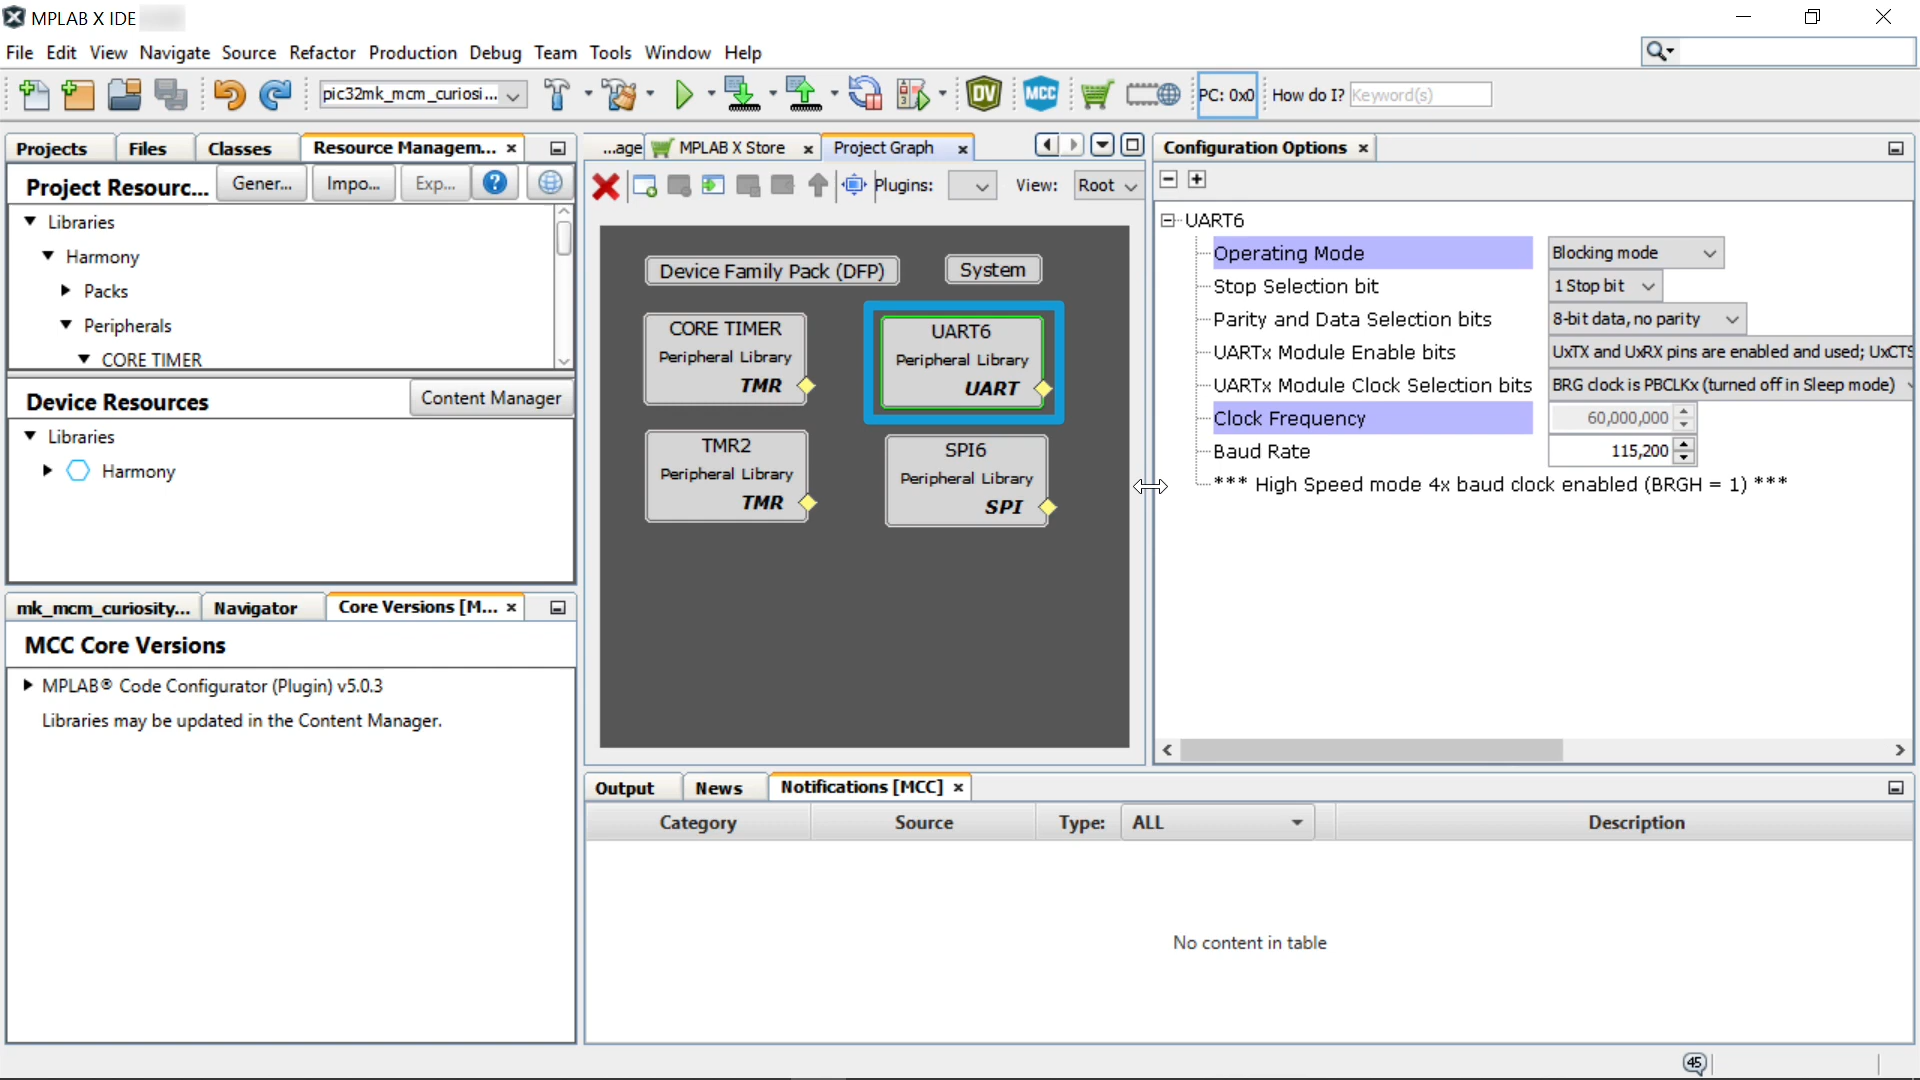 MPLAB X IDE
File Edit View Navigate Source Refactor Production Debug Team Tools Window Help
pic32mk_mcm_curiosi... DV MCC PC: 0x0 How do I? Keyword(s)
Projects Files Classes Resource Managem... ...age MPLAB X Store Project Graph Configuration Options
Project Resourc... Gener... Impo... Exp... Plugins: View: Root
Libraries
Harmony
Packs
Peripherals
CORE TIMER
Device Resources Content Manager
Libraries
Harmony
mk_mcm_curiosity... Navigator Core Versions [M...
MCC Core Versions
MPLAB® Code Configurator (Plugin) v5.0.3
Libraries may be updated in the Content Manager.
Device Family Pack (DFP) System
CORE TIMER
Peripheral Library
TMR
UART6
Peripheral Library
UART
TMR2
Peripheral Library
TMR
SPI6
Peripheral Library
SPI
UART6
Operating Mode Blocking mode
Stop Selection bit 1 Stop bit
Parity and Data Selection bits 8-bit data, no parity
UARTx Module Enable bits UxTX and UxRX pins are enabled and used; UxCTS
UARTx Module Clock Selection bits BRG clock is PBCLKx (turned off in Sleep mode)
Clock Frequency 60,000,000
Baud Rate 115,200
*** High Speed mode 4x baud clock enabled (BRGH = 1) ***
Output News Notifications [MCC]
Category Source Type: ALL Description
No content in table
45